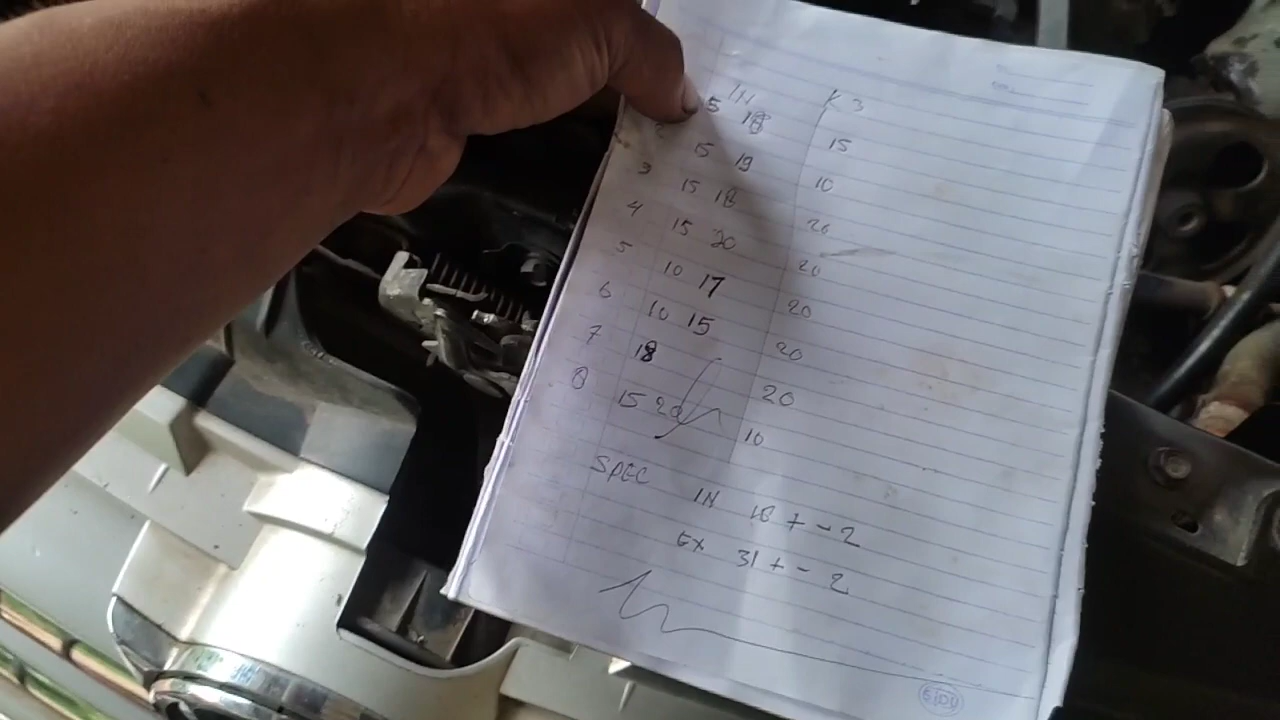 IN K 3
5 18 15
2 15 19 10
3 15 18 20
4 15 20 20
5 10 17 20
6 10 15 20
7 18 20
8 15 20 10
SPEC IN 18 + - 2
EX 31 + - 2